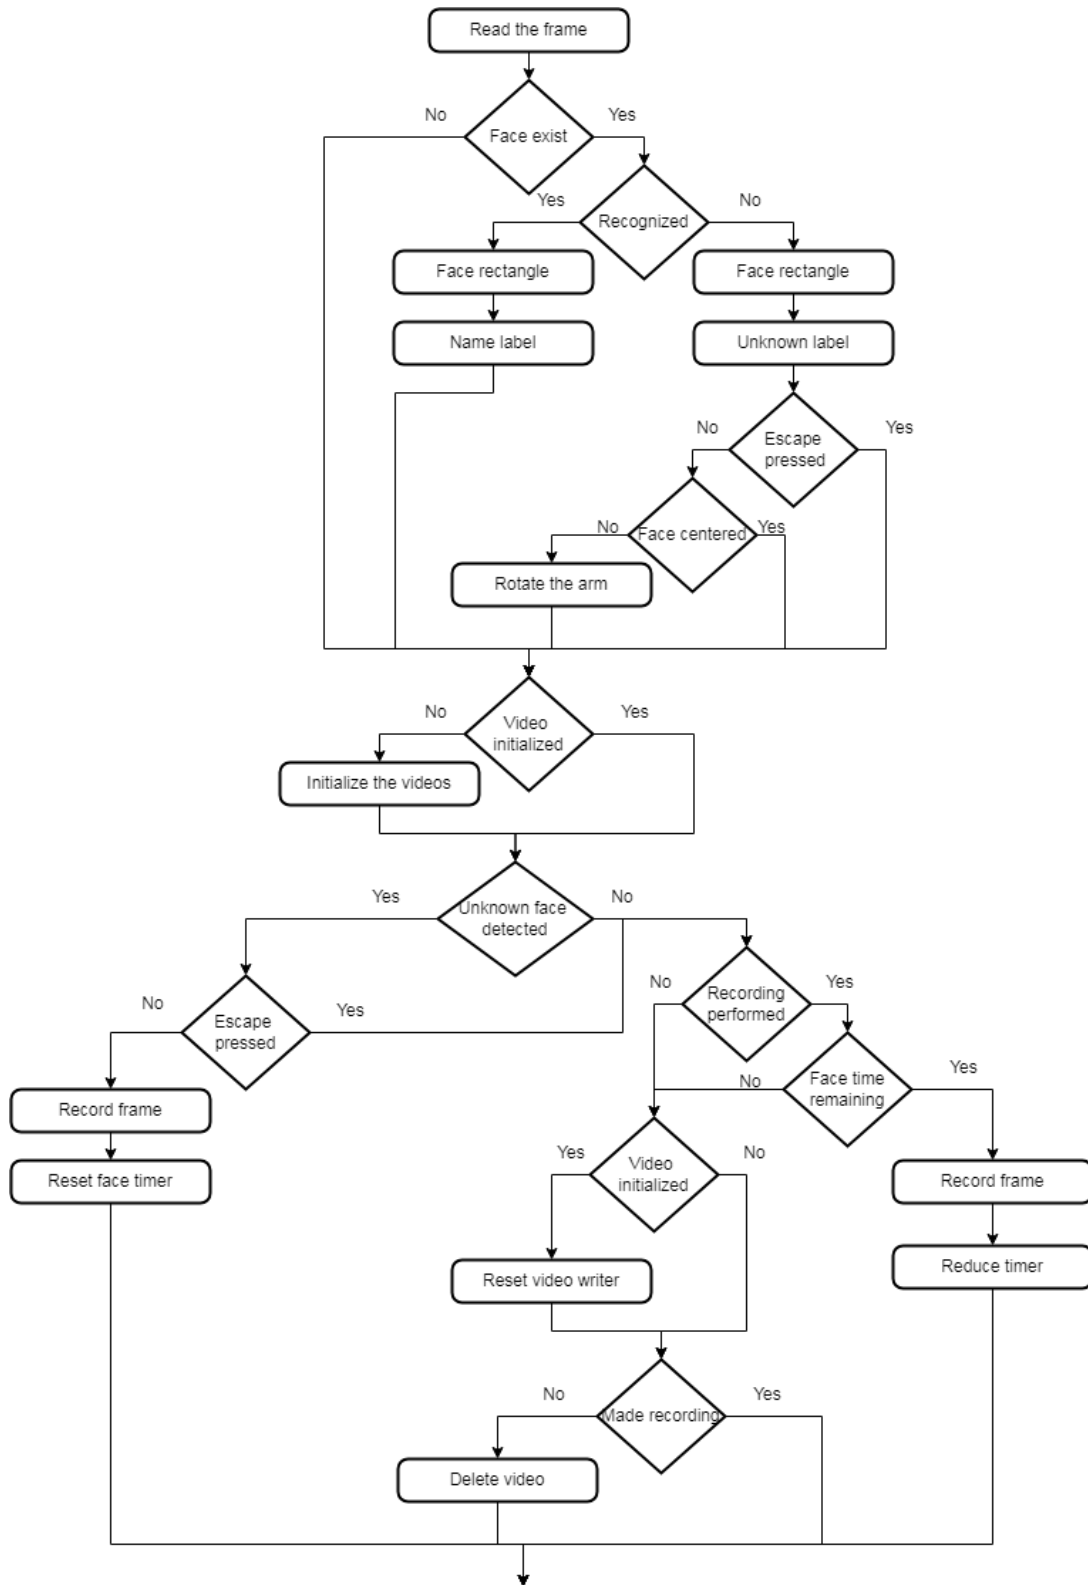 Read the frame
No
Yes
Face exist
Yes
No
Recognized
Face rectangle
Face rectangle
Name label
Unknown label
No
Yes
Escape
pressed
No
Face centered
Yes
Rotate the arm
No
Yes
Video
initialized
Initialize the videos
Yes
No
Unknown face
detected
No
Yes
Recording
performed
No
Yes
Escape
pressed
No
Yes
Face time
remaining
Record frame
Yes
No
Video
initialized
Reset face timer
Record frame
Reset video writer
Reduce timer
No
Yes
Made recording
Delete video